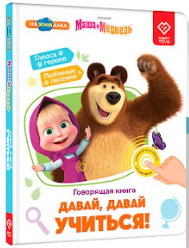 НАЖИМАЛКА
Маша и Медведь
Голоса
героев
Любимые
песенки
Говорящая книга
ДАВАЙ, ДАВАЙ
УЧИТЬСЯ!